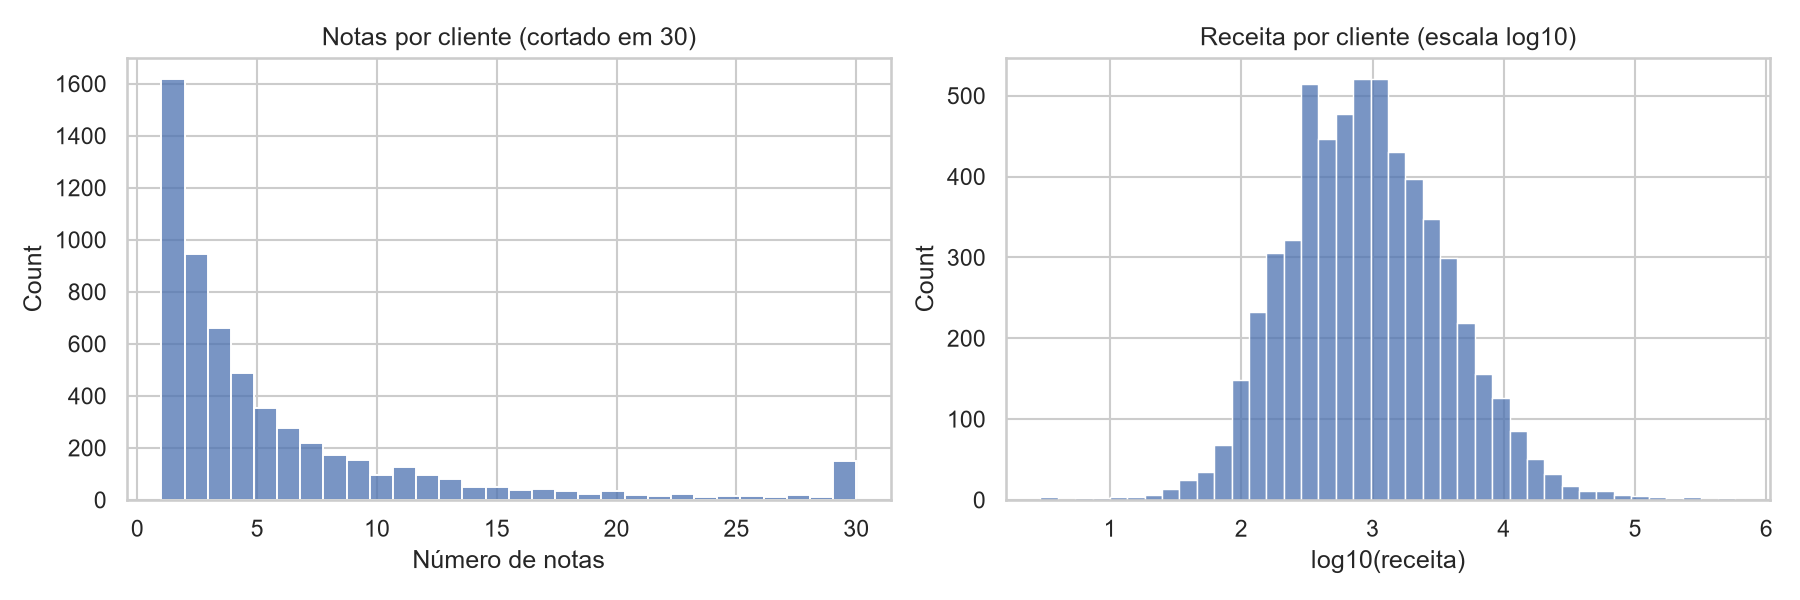 Notas por cliente (cortado em 30)
1600
1400
1200
1000
800
600
400
200
0
Count
0 5 10 15 20 25 30
Número de notas
Receita por cliente (escala log10)
500
400
300
200
100
0
Count
1 2 3 4 5 6
log10(receita)